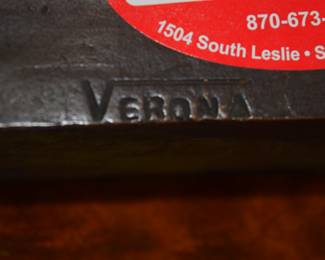 870-673-
1504 South Leslie • S
VERONA